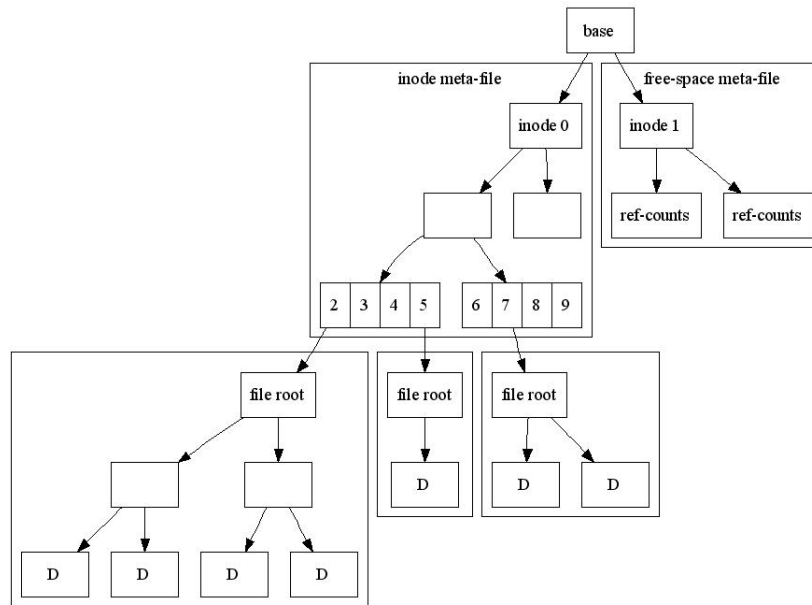 base
inode meta-file
free-space meta-file
inode 0
inode 1
ref-counts
ref-counts
2 3 4 5
6 7 8 9
file root
file root
file root
D
D
D
D
D
D
D